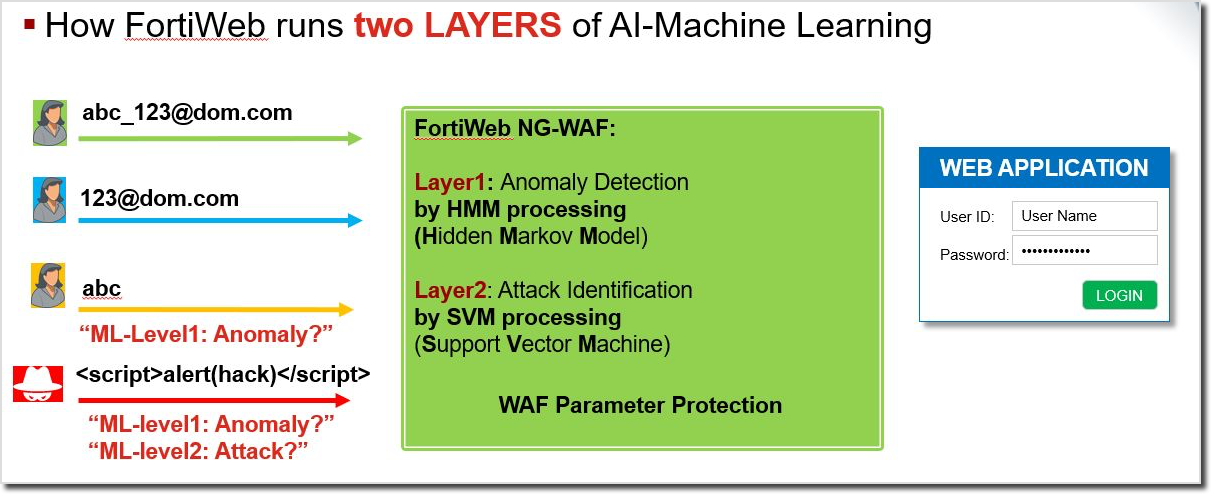 ▪ How FortiWeb runs two LAYERS of AI-Machine Learning
abc_123@dom.com
123@dom.com
abc
“ML-Level1: Anomaly?”
<script>alert(hack)</script>
“ML-level1: Anomaly?”
“ML-level2: Attack?”
FortiWeb NG-WAF:
Layer1: Anomaly Detection
by HMM processing
(Hidden Markov Model)
Layer2: Attack Identification
by SVM processing
(Support Vector Machine)
WAF Parameter Protection
WEB APPLICATION
User ID: User Name
Password: •••••••••••••
LOGIN